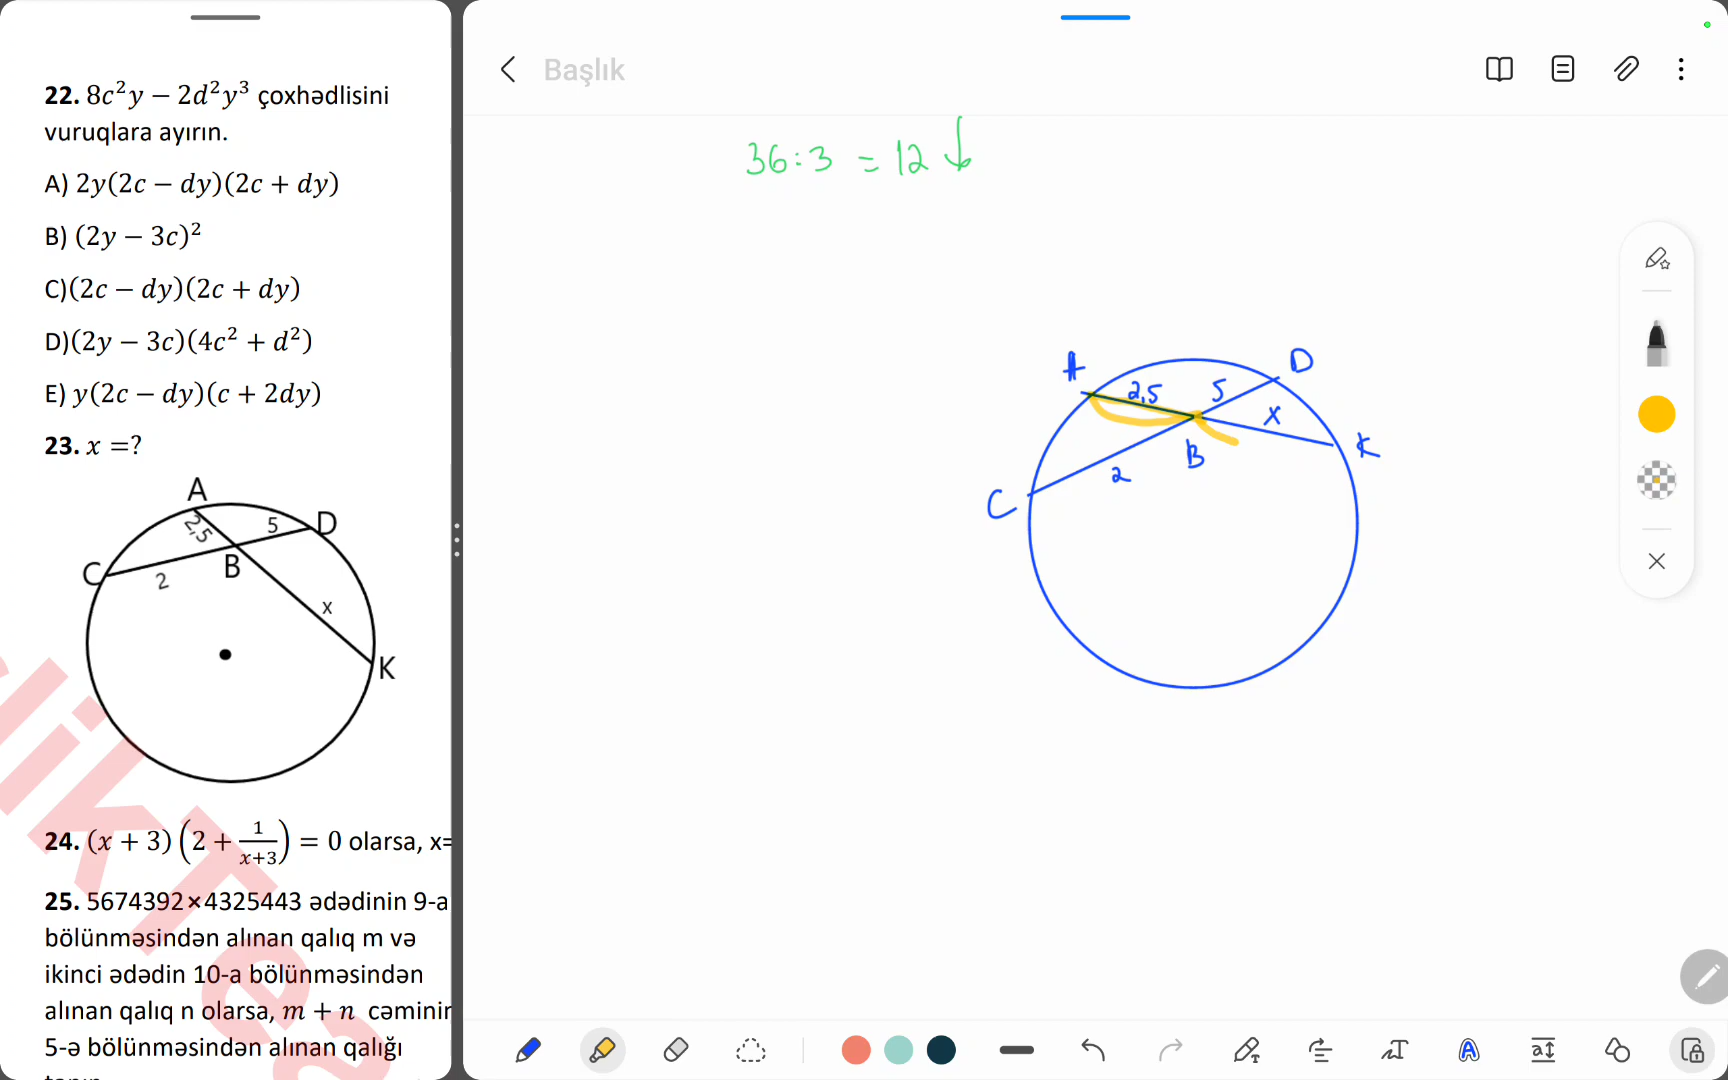 22. 8c²y − 2d²y³ çoxhədlisini
vuruqlara ayırın.
A) 2y(2c − dy)(2c + dy)
B) (2y − 3c)²
C)(2c − dy)(2c + dy)
D)(2y − 3c)(4c² + d²)
E) y(2c − dy)(c + 2dy)
23. x =?
A
2,5
5
D
C
2
B
x
K
24. (x + 3)(2 + 1/(x+3)) = 0 olarsa, x=
25. 5674392×4325443 ədədinin 9-a
bölünməsindən alınan qalıq m və
ikinci ədədin 10-a bölünməsindən
alınan qalıq n olarsa, m + n cəminin
5-ə bölünməsindən alınan qalığı
Başlık
36:3 = 12 ↓
A
2,5
5
D
x
K
B
2
C